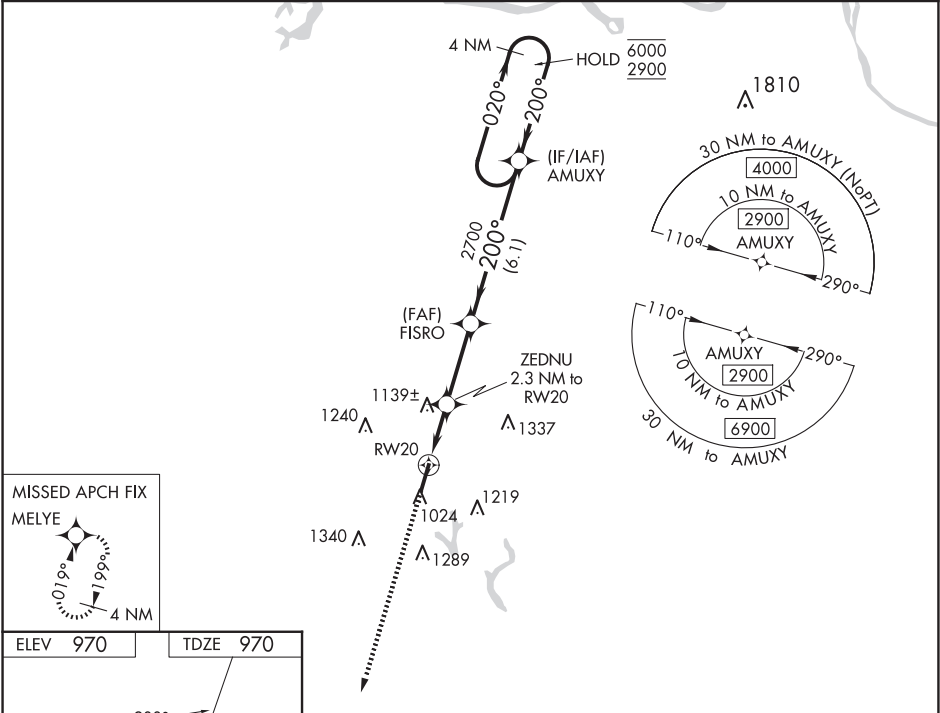 4 NM
HOLD
6000
2900
020°
200°
(IF/IAF)
AMUXY
2700
200°
(6.1)
(FAF)
FISRO
ZEDNU
2.3 NM to
RW20
1139±
1240
1337
RW20
1024
1219
1340
1289
1810
30 NM to AMUXY (NoPT)
4000
10 NM to AMUXY
2900
AMUXY
110°
290°
110°
AMUXY
290°
2900
10 NM to AMUXY
6900
30 NM to AMUXY
MISSED APCH FIX
MELYE
019°
199°
4 NM
ELEV 970
TDZE 970